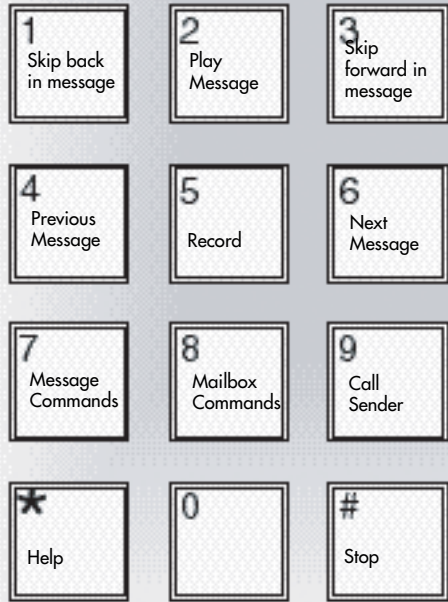 1
Skip back
in message
2
Play
Message
3
Skip
forward in
message
4
Previous
Message
5
Record
6
Next
Message
7
Message
Commands
8
Mailbox
Commands
9
Call
Sender
*
Help
0
#
Stop